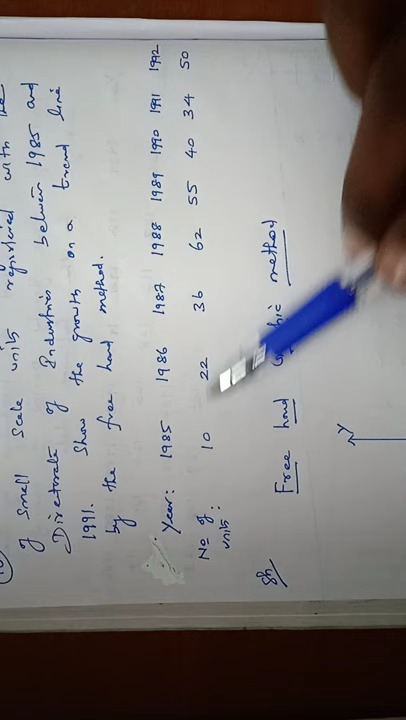 of Small Scale units registered with the
Directorate of Industries between 1985 and
1991. Show the growth on a trend line
by the free hand method.
Year: 1985 1986 1987 1988 1989 1990 1991 1992
No of units: 10 22 36 62 55 40 34 50
Sh/
Free hand method
Y